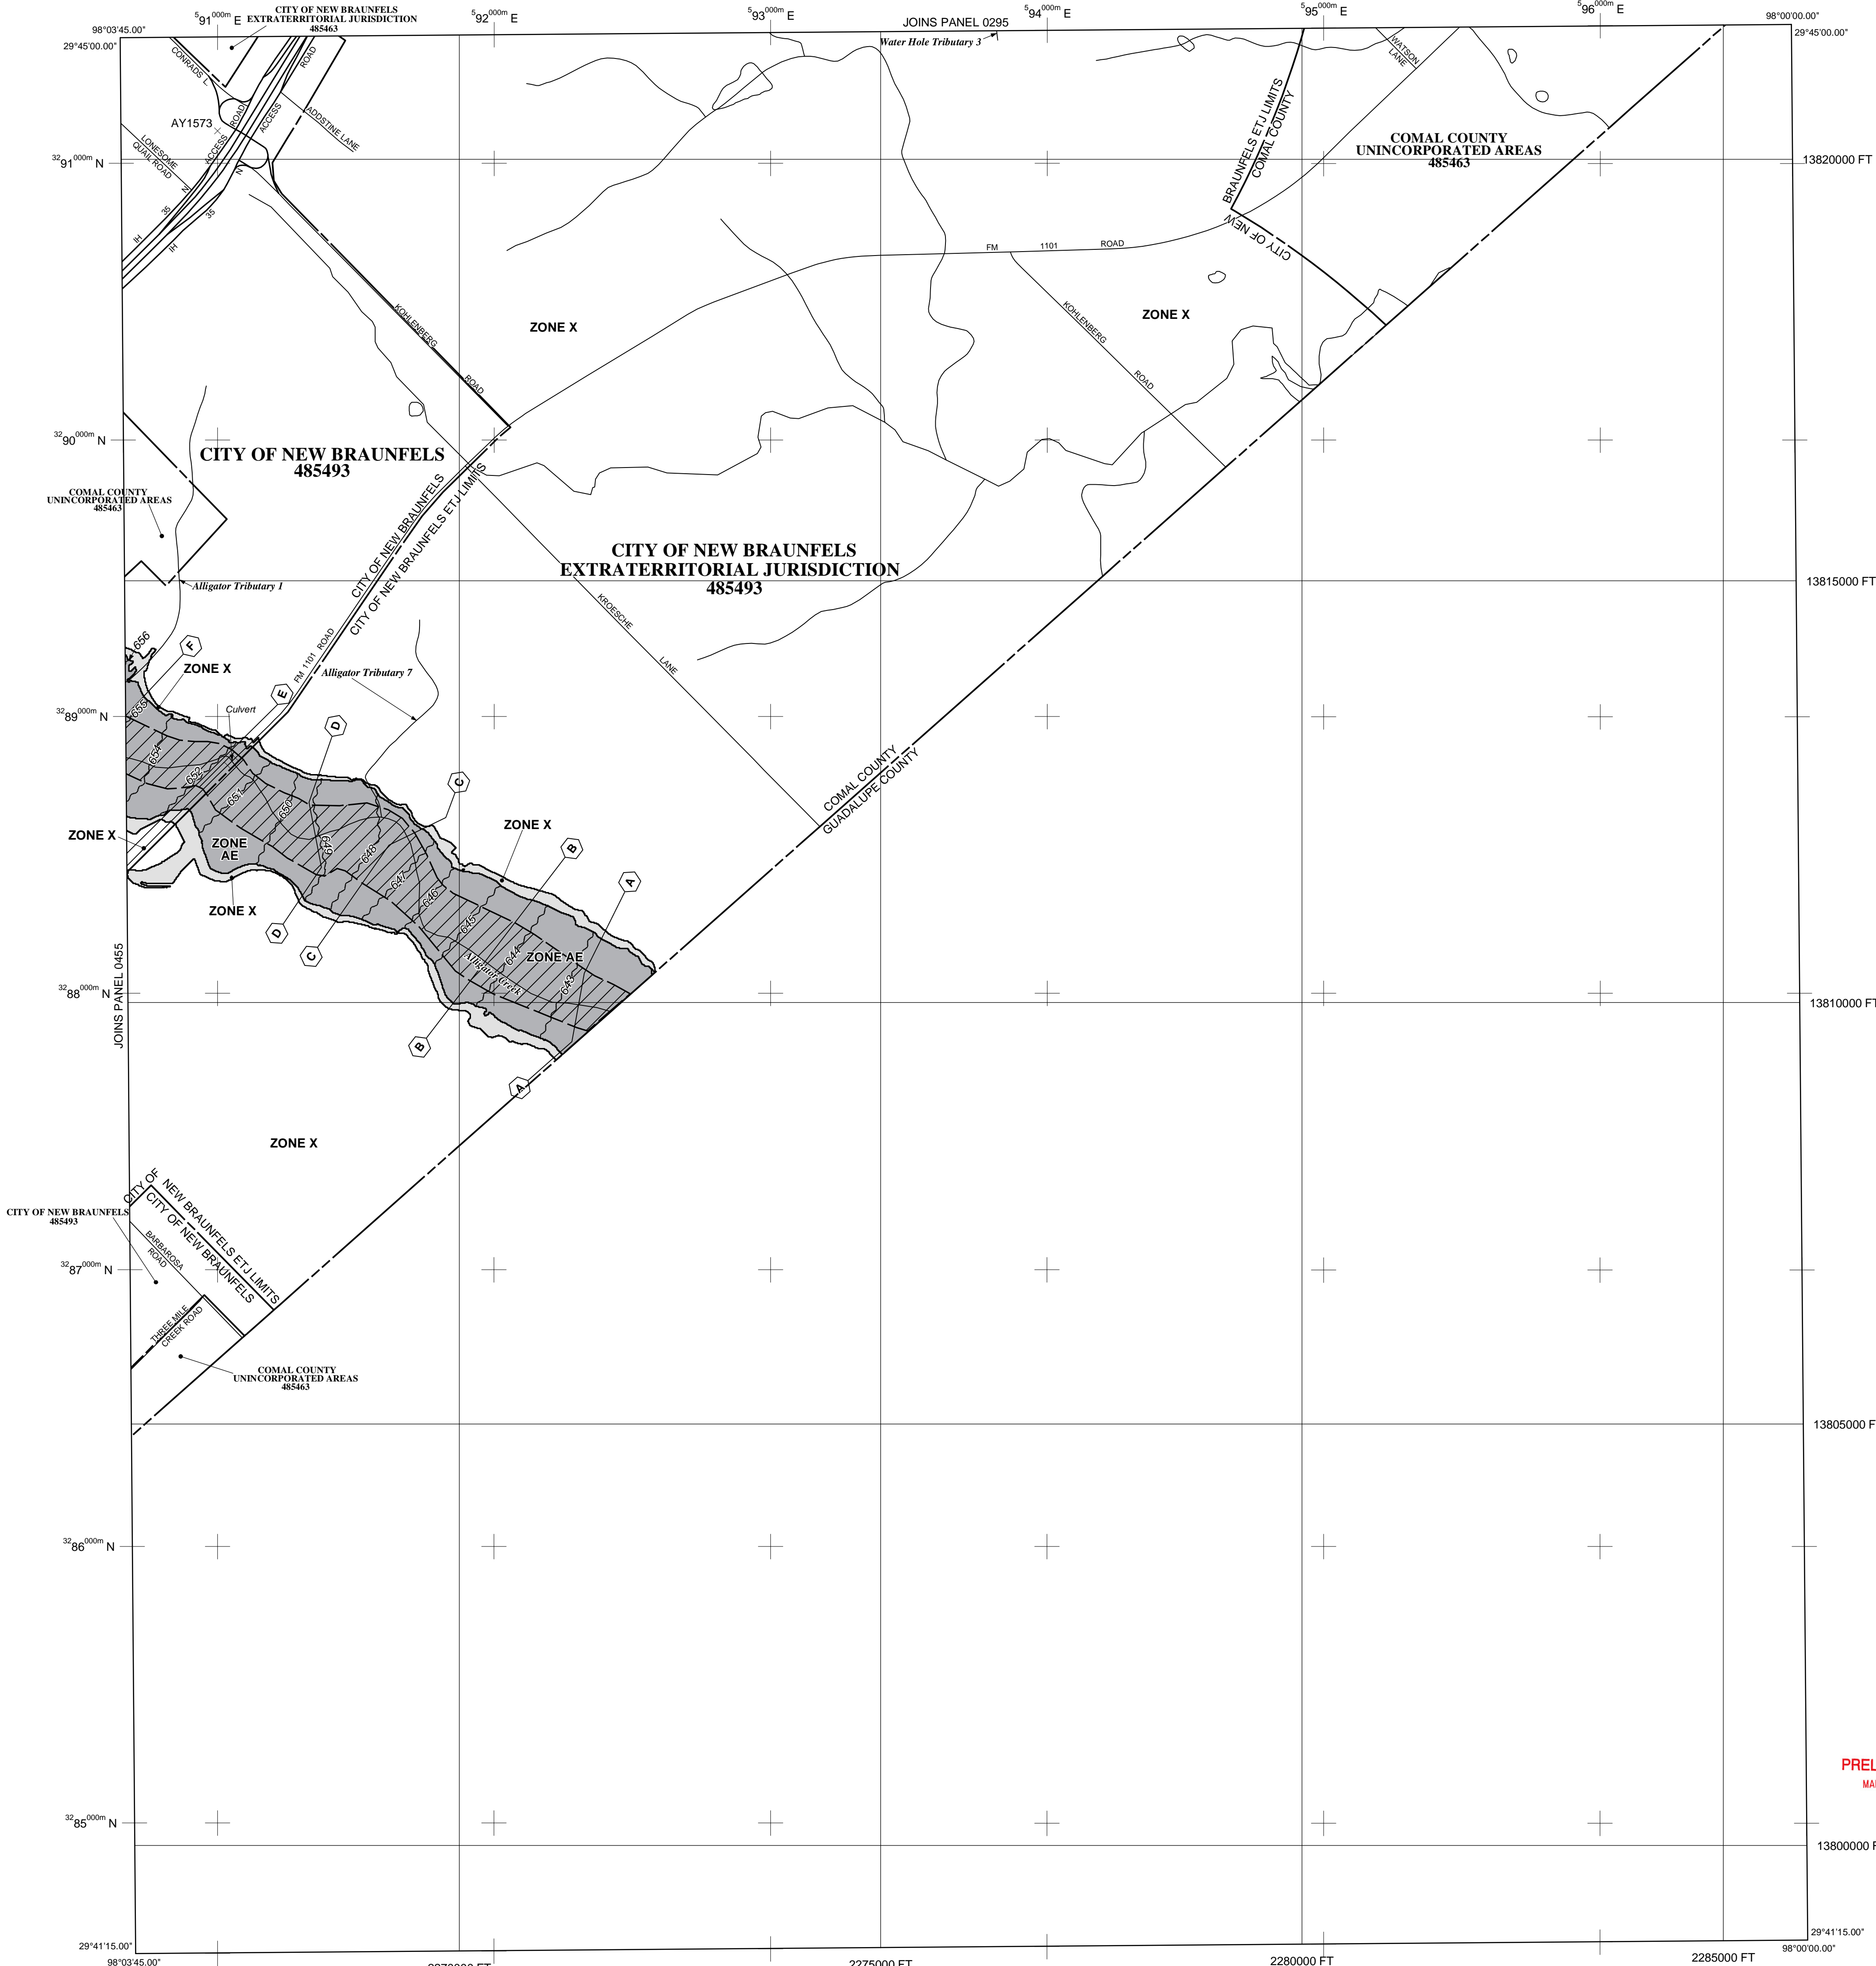 CITY OF NEW BRAUNFELS
EXTRATERRITORIAL JURISDICTION
485493
591000m E
592000m E
593000m E
JOINS PANEL 0295
594000m E
595000m E
596000m E
98°00'00.00"
98°03'45.00"
29°45'00.00"
29°45'00.00"
Water Hole Tributary 3
CONRADS L
ROAD
WATSON
LANE
AY1573
ROAD
ACCESS
ADDSTINE LANE
ACCESS
LONESOME
QUAIL ROAD
BRAUNFELS ETJ LIMITS
COMAL COUNTY
COMAL COUNTY
UNINCORPORATED AREAS
485463
3291000m N
13820000 FT
N
N
35
35
IH
IH
CITY OF NEW
FM 1101 ROAD
KOHLENBERG
ROAD
ZONE X
KOHLENBERG
ROAD
ZONE X
3290000m N
CITY OF NEW BRAUNFELS
485493
COMAL COUNTY
UNINCORPORATED AREAS
485463
CITY OF NEW BRAUNFELS
CITY OF NEW BRAUNFELS ETJ LIMITS
CITY OF NEW BRAUNFELS
EXTRATERRITORIAL JURISDICTION
485493
13815000 FT
Alligator Tributary 1
KROESCHE
LANE
656
F
ZONE X
FM 1101 ROAD
Alligator Tributary 7
E
655
Culvert
3289000m N
D
654
652
651
650
649
648
647
646
645
644
643
C
COMAL COUNTY
GUADALUPE COUNTY
ZONE X
ZONE X
ZONE
AE
B
A
ZONE X
D
C
ZONE AE
Alligator Creek
JOINS PANEL 0455
3288000m N
13810000 FT
B
A
ZONE X
CITY OF NEW BRAUNFELS ETJ LIMITS
CITY OF NEW BRAUNFELS
CITY OF NEW BRAUNFELS
485493
BARBAROSA
ROAD
3287000m N
THREE MILE
CREEK ROAD
COMAL COUNTY
UNINCORPORATED AREAS
485463
13805000 F
3286000m N
PREL
MA
3285000m N
13800000 F
29°41'15.00"
29°41'15.00"
98°03'45.00"
2275000 FT
2280000 FT
2285000 FT
98°00'00.00"